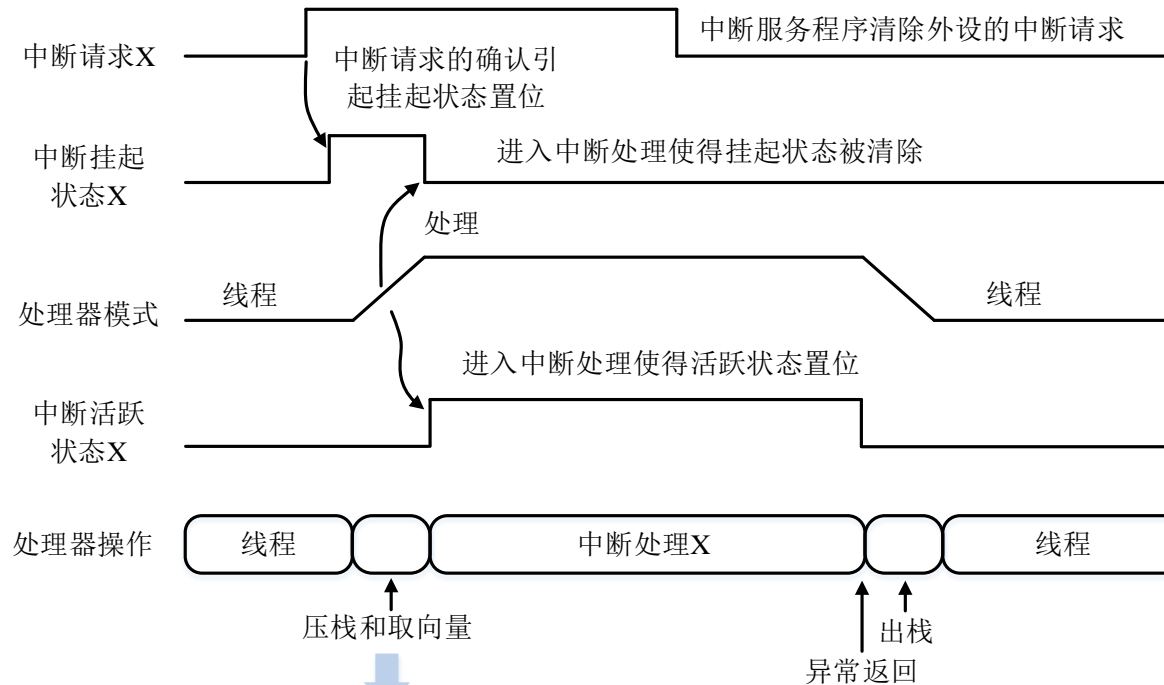 中断请求X
中断服务程序清除外设的中断请求
中断请求的确认引
起挂起状态置位
中断挂起
状态X
进入中断处理使得挂起状态被清除
处理
处理器模式
线程
线程
进入中断处理使得活跃状态置位
中断活跃
状态X
处理器操作
线程
中断处理X
线程
压栈和取向量
出栈
异常返回